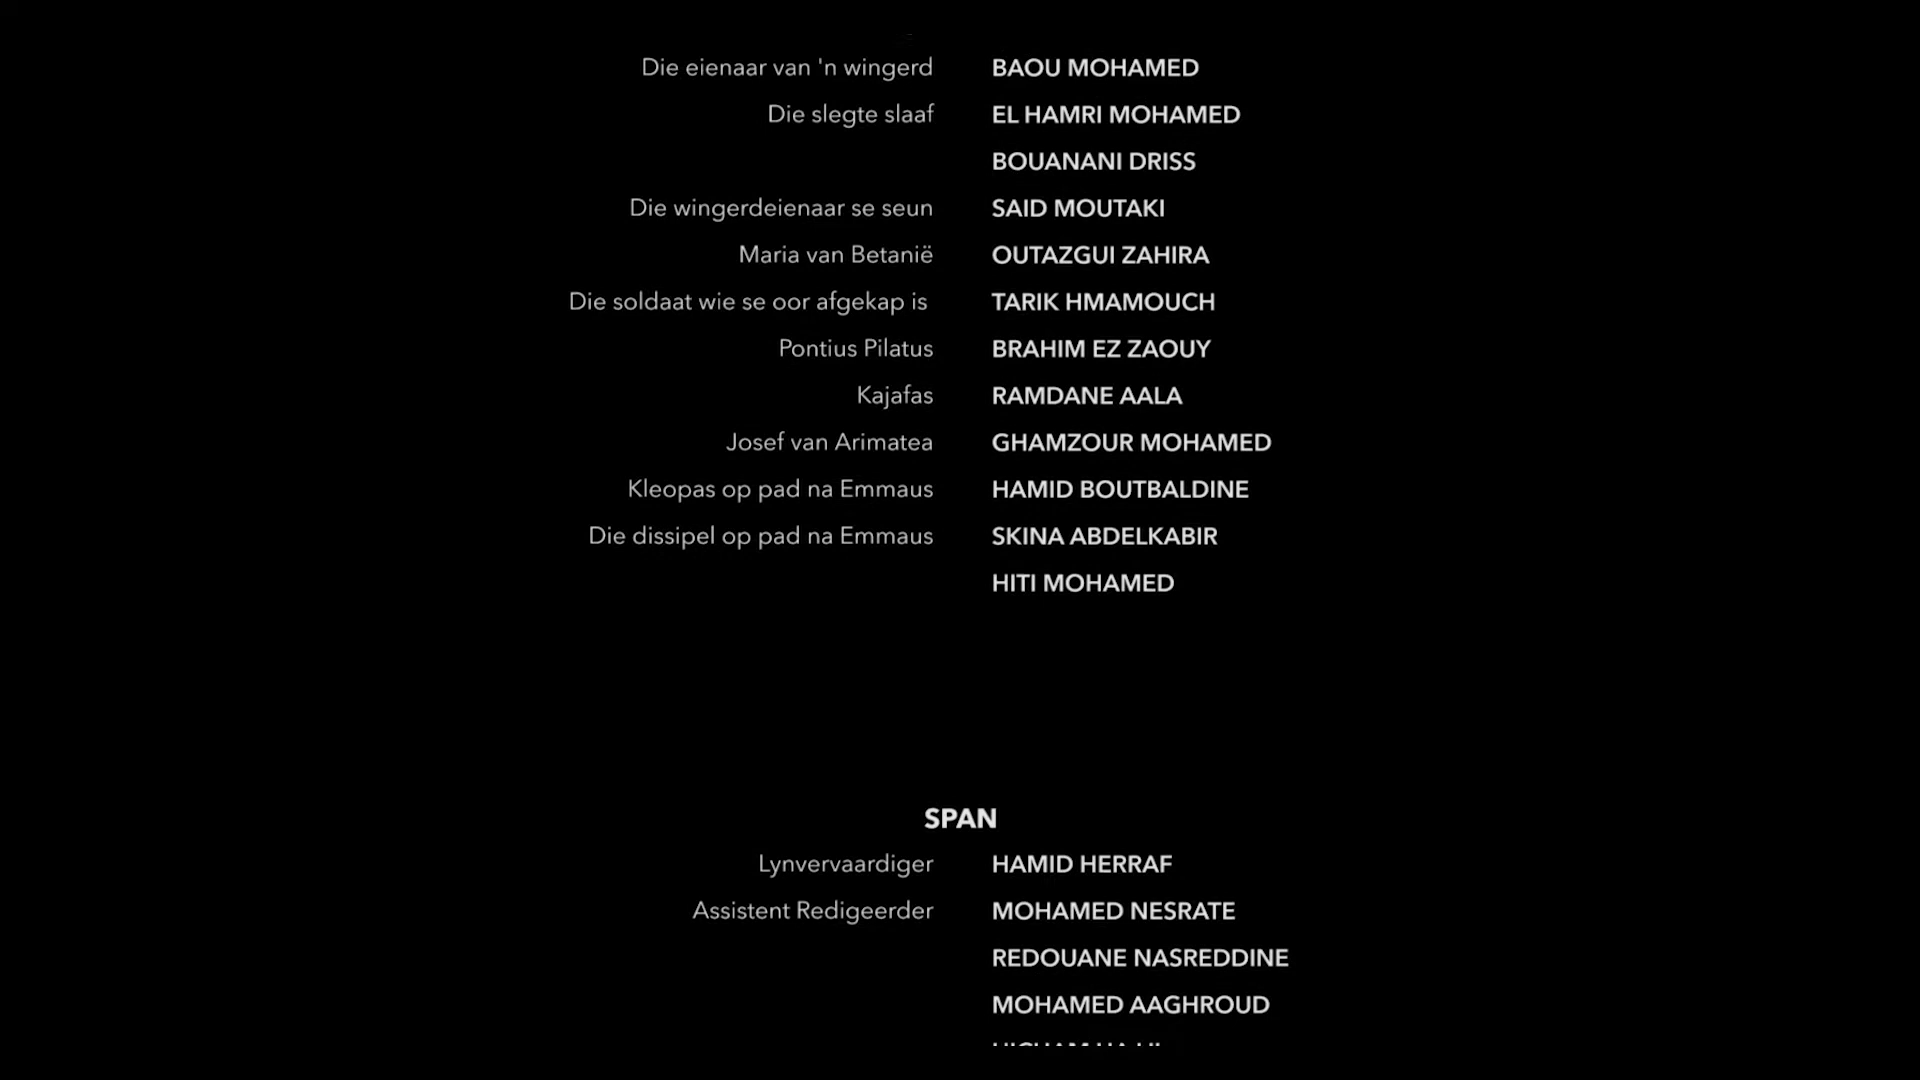 Die eienaar van 'n wingerd BAOU MOHAMED
Die slegte slaaf EL HAMRI MOHAMED
BOUANANI DRISS
Die wingerdeienaar se seun SAID MOUTAKI
Maria van Betanië OUTAZGUI ZAHIRA
Die soldaat wie se oor afgekap is TARIK HMAMOUCH
Pontius Pilatus BRAHIM EZ ZAOUY
Kajafas RAMDANE AALA
Josef van Arimatea GHAMZOUR MOHAMED
Kleopas op pad na Emmaus HAMID BOUTBALDINE
Die dissipel op pad na Emmaus SKINA ABDELKABIR
HITI MOHAMED
SPAN
Lynvervaardiger HAMID HERRAF
Assistent Redigeerder MOHAMED NESRATE
REDOUANE NASREDDINE
MOHAMED AAGHROUD